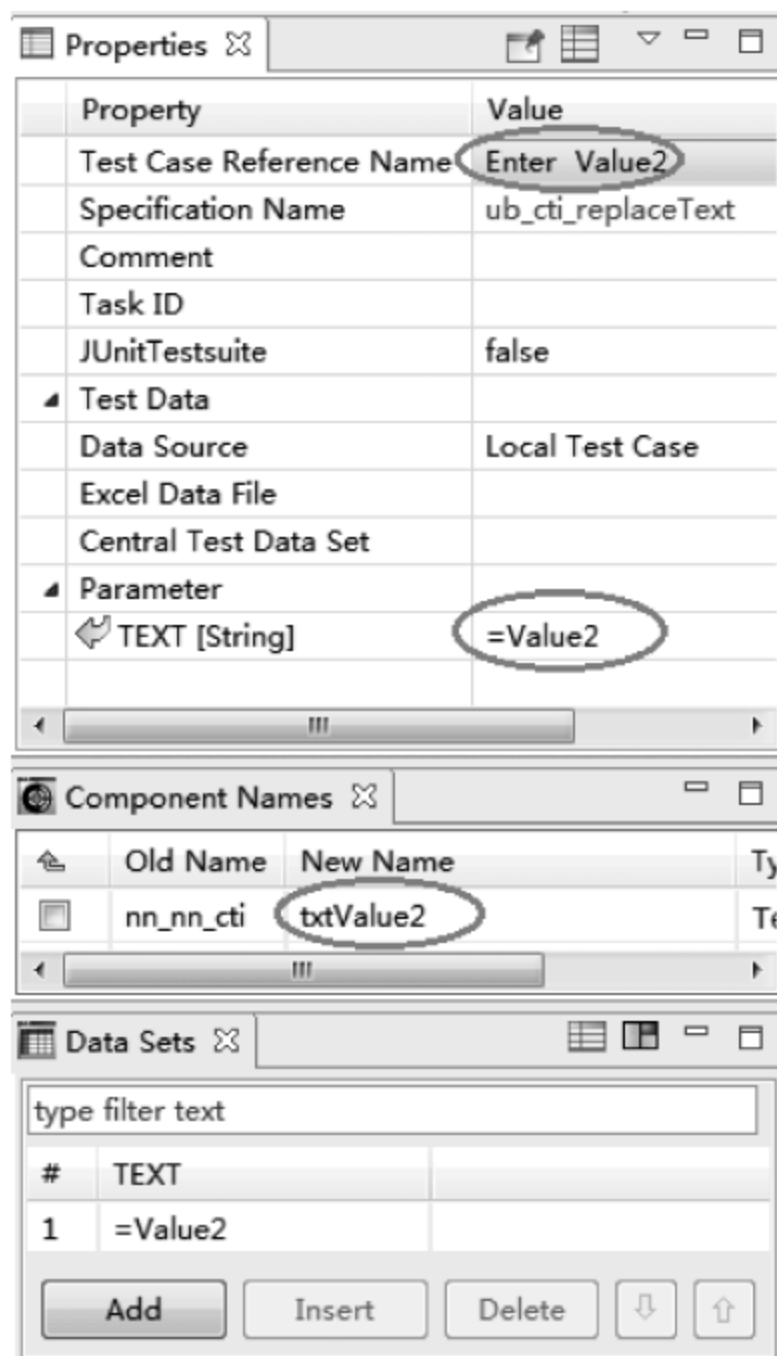 Properties
Property Value
Test Case Reference Name Enter Value2
Specification Name ub_cti_replaceText
Comment
Task ID
JUnitTestsuite false
Test Data
Data Source Local Test Case
Excel Data File
Central Test Data Set
Parameter
TEXT [String] =Value2
Component Names
Old Name New Name Ty
nn_nn_cti txtValue2 Te
Data Sets
type filter text
# TEXT
1 =Value2
Add Insert Delete